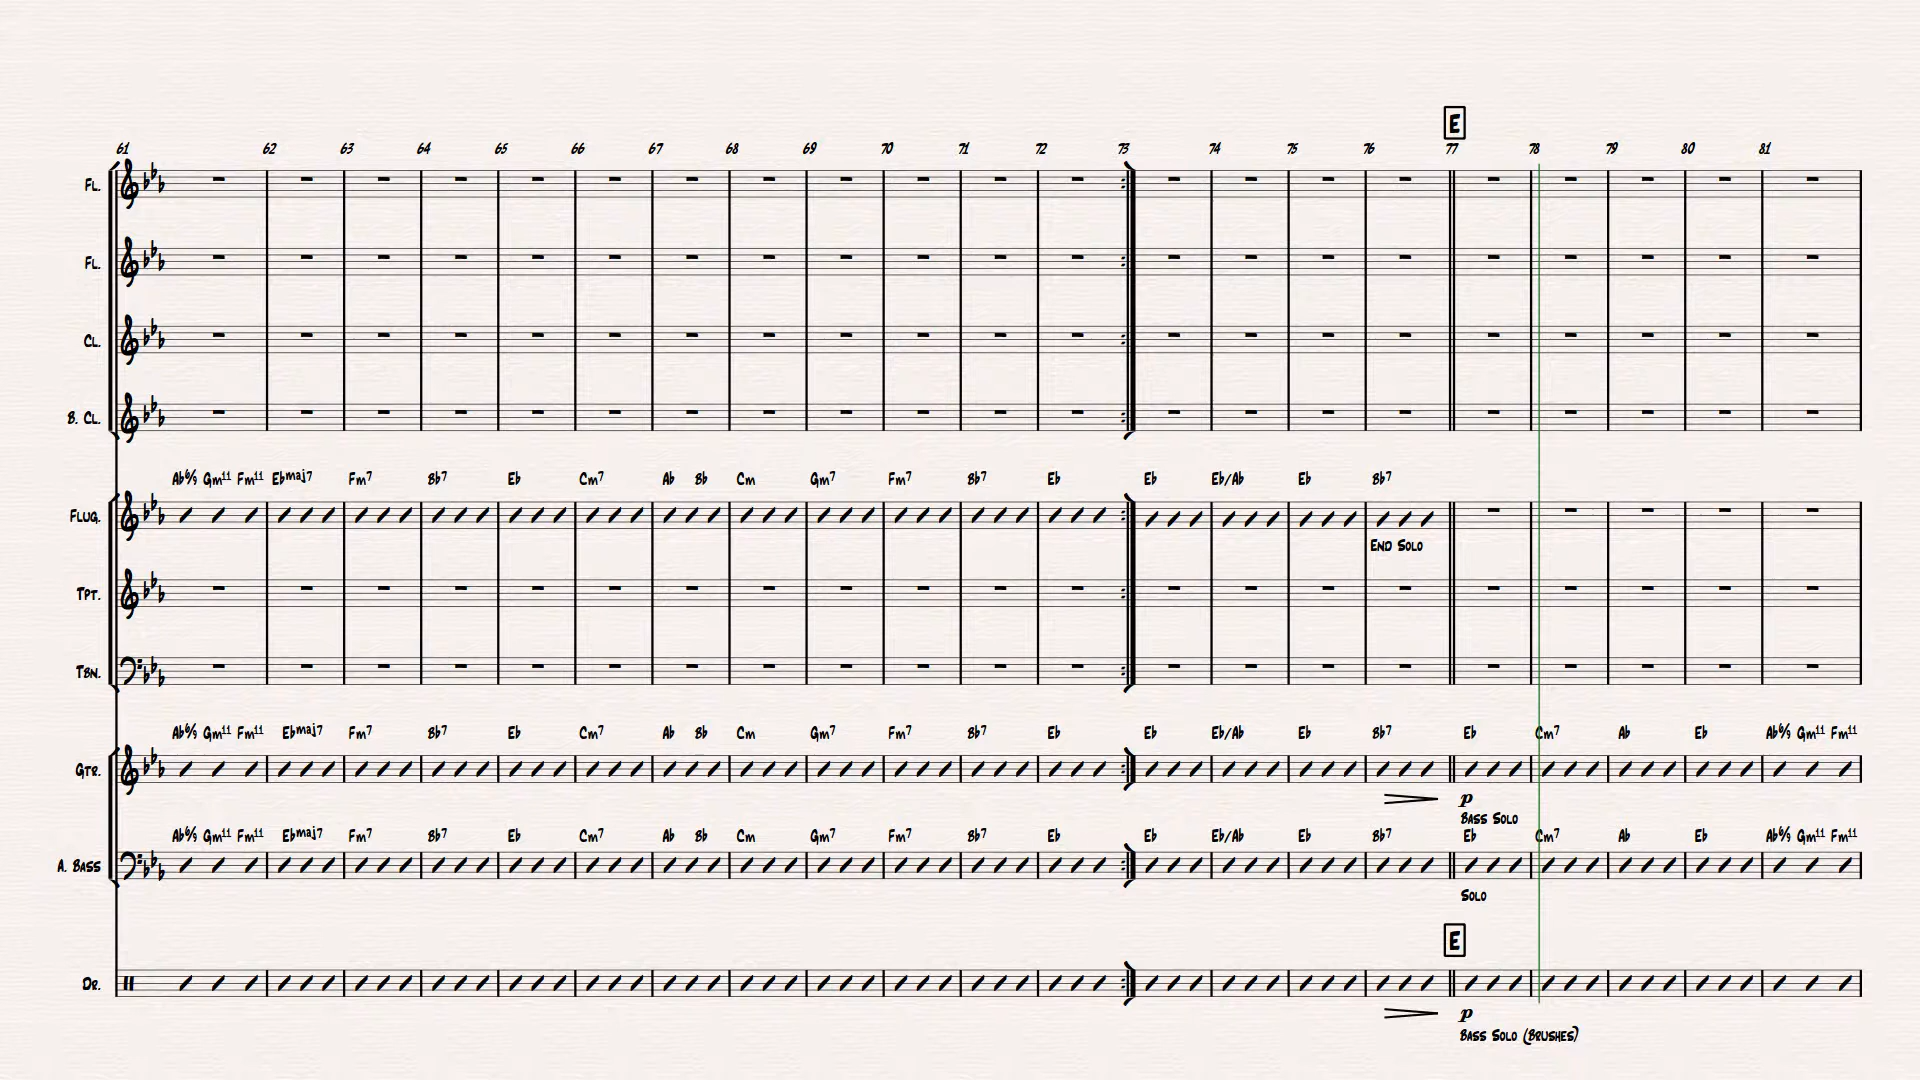 E
61 62 63 64 65 66 67 68 69 70 71 72 73 74 75 76 77 78 79 80 81
Fl.
Fl.
Cl.
B. Cl.
Ab6/9 Gm11 Fm11 Ebmaj7 Fm7 Bb7 Eb Cm7 Ab Bb Cm Gm7 Fm7 Bb7 Eb Eb Eb/Ab Eb Bb7
Flug.
End Solo
Tpt.
Tbn.
Ab6/9 Gm11 Fm11 Ebmaj7 Fm7 Bb7 Eb Cm7 Ab Bb Cm Gm7 Fm7 Bb7 Eb Eb Eb/Ab Eb Bb7 Eb Cm7 Ab Eb Ab6/9 Gm11 Fm11
Gtr.
p
Bass Solo
Ab6/9 Gm11 Fm11 Ebmaj7 Fm7 Bb7 Eb Cm7 Ab Bb Cm Gm7 Fm7 Bb7 Eb Eb Eb/Ab Eb Bb7 Eb Cm7 Ab Eb Ab6/9 Gm11 Fm11
A. Bass
Solo
E
Dr.
p
Bass Solo (Brushes)